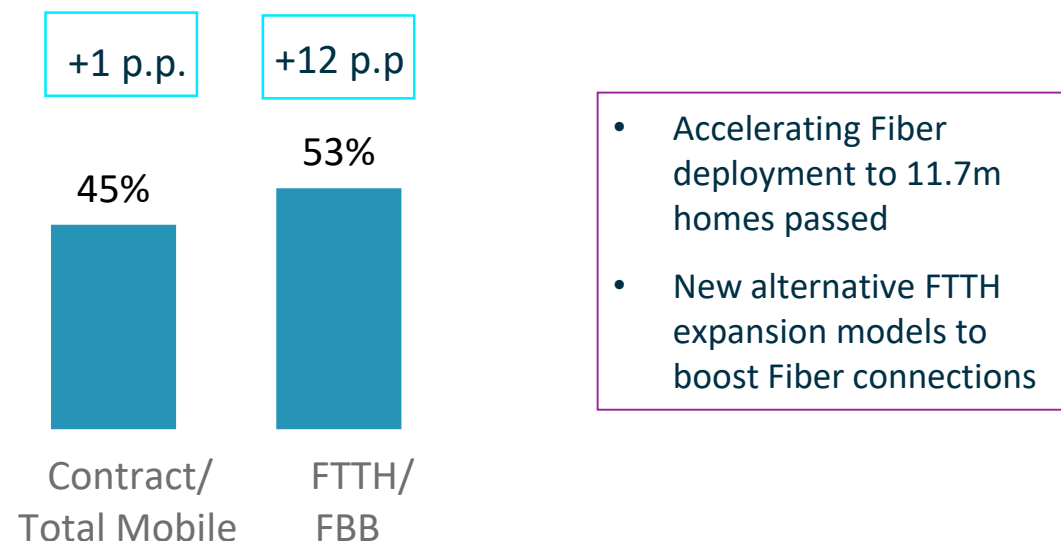 +1 p.p.
+12 p.p
45%
53%
Contract/
Total Mobile
FTTH/
FBB
• Accelerating Fiber
deployment to 11.7m
homes passed
• New alternative FTTH
expansion models to
boost Fiber connections